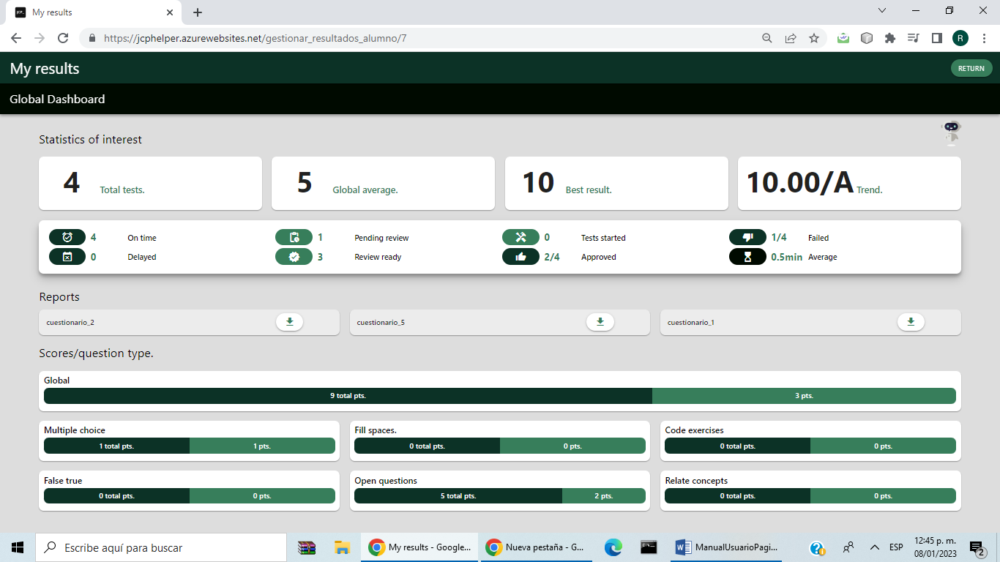 My results
https://jcphelper.azurewebsites.net/gestionar_resultados_alumno/7
R
My results
RETURN
Global Dashboard
Statistics of interest
4 Total tests.
5 Global average.
10 Best result.
10.00/A Trend.
4 On time
1 Pending review
0 Tests started
1/4 Failed
0 Delayed
3 Review ready
2/4 Approved
0.5min Average
Reports
cuestionario_2
cuestionario_5
cuestionario_1
Scores/question type.
Global
9 total pts. 3 pts.
Multiple choice
1 total pts. 1 pts.
Fill spaces.
0 total pts. 0 pts.
Code exercises
0 total pts. 0 pts.
False true
0 total pts. 0 pts.
Open questions
5 total pts. 2 pts.
Relate concepts
0 total pts. 0 pts.
Escribe aquí para buscar
My results - Google...
Nueva pestaña - G...
ManualUsuarioPagi...
ESP
12:45 p. m.
08/01/2023
2